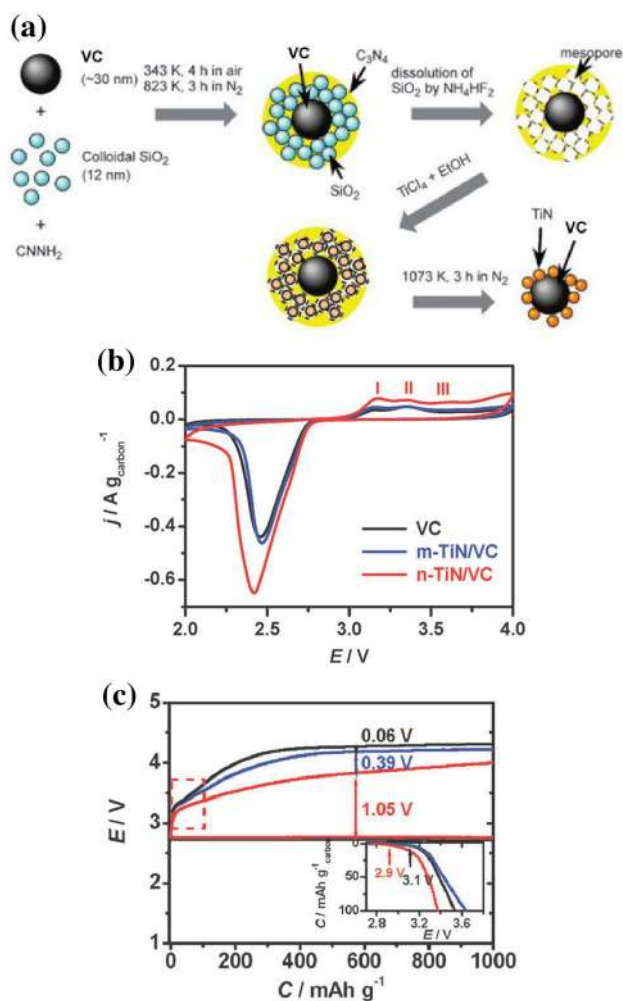 (a)
VC
(~30 nm)
+
Colloidal SiO₂
(12 nm)
+
CNNH₂
343 K, 4 h in air
823 K, 3 h in N₂
VC
C₃N₄
SiO₂
dissolution of
SiO₂ by NH₄HF₂
mesopore
TiCl₄ + EtOH
1073 K, 3 h in N₂
TiN
VC
(b)
j / A g_carbon⁻¹
0.2
0.0
-0.2
-0.4
-0.6
I II III
VC
m-TiN/VC
n-TiN/VC
2.0 2.5 3.0 3.5 4.0
E / V
(c)
E / V
5
4
3
2
1
0.06 V
0.39 V
1.05 V
C / mAh g⁻¹carbon
0
50
100
2.9 V
3.1 V
2.8 3.2 3.6
E / V
0 200 400 600 800 1000
C / mAh g⁻¹